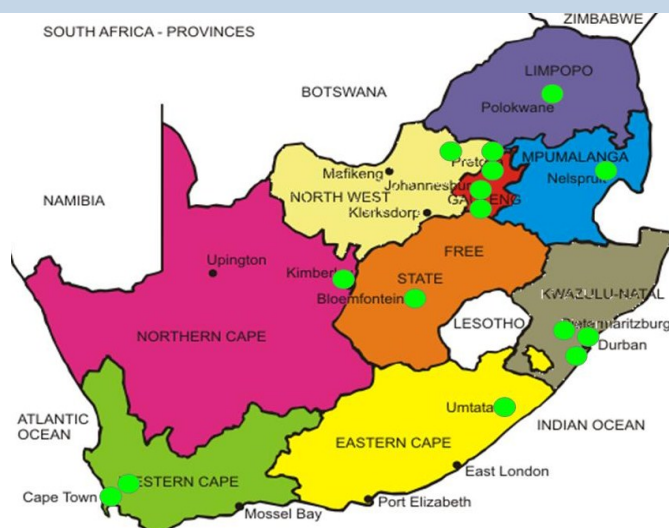 ZIMBABWE
SOUTH AFRICA - PROVINCES
LIMPOPO
BOTSWANA
Polokwane
MPUMALANGA
Mafikeng
NAMIBIA
NORTH WEST
Klerksdorp
FREE
Upington
STATE
Bloemfontein
KWAZULU-NATAL
LESOTHO
NORTHERN CAPE
Durban
Umtata
ATLANTIC
OCEAN
INDIAN OCEAN
EASTERN CAPE
East London
Cape Town
Port Elizabeth
Mossel Bay